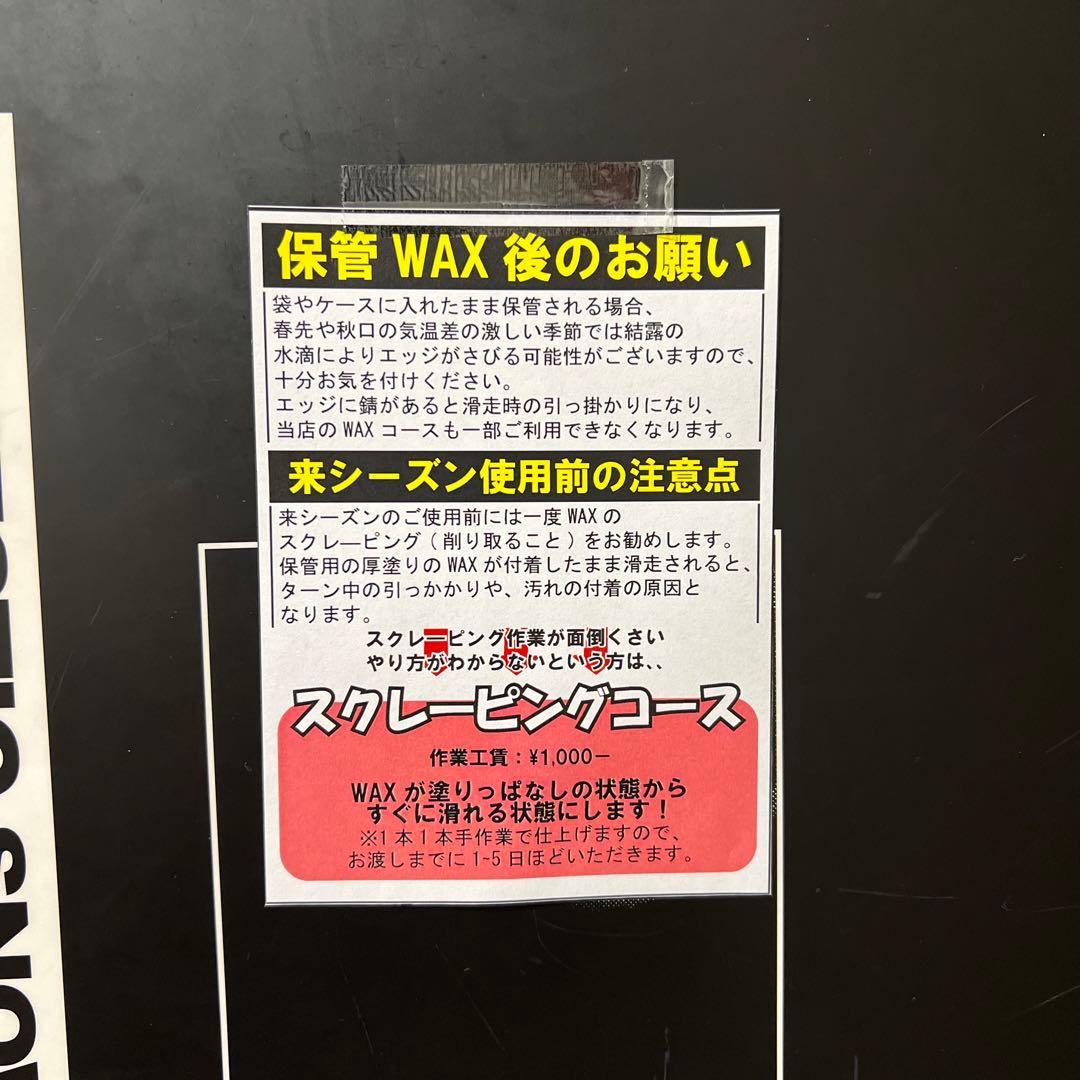 保管 WAX 後のお願い
袋やケースに入れたまま保管される場合、
春先や秋口の気温差の激しい季節では結露の
水滴によりエッジがさびる可能性がございますので、
十分お気を付けください。
エッジに錆があると滑走時の引っ掛かりになり、
当店の WAX コースも一部ご利用できなくなります。
来シーズン使用前の注意点
来シーズンのご使用前には一度 WAX の
スクレ―ピング(削り取ること)をお勧めします。
保管用の厚塗りの WAX が付着したまま滑走されると、
ターン中の引っかかりや、汚れの付着の原因と
なります。
スクレーピング作業が面倒くさい
やり方がわからないという方は、、
スクレーピングコース
作業工賃:¥1,000−
WAX が塗りっぱなしの状態から
すぐに滑れる状態にします!
※1本1本手作業で仕上げますので、
お渡しまでに 1~5 日ほどいただきます。